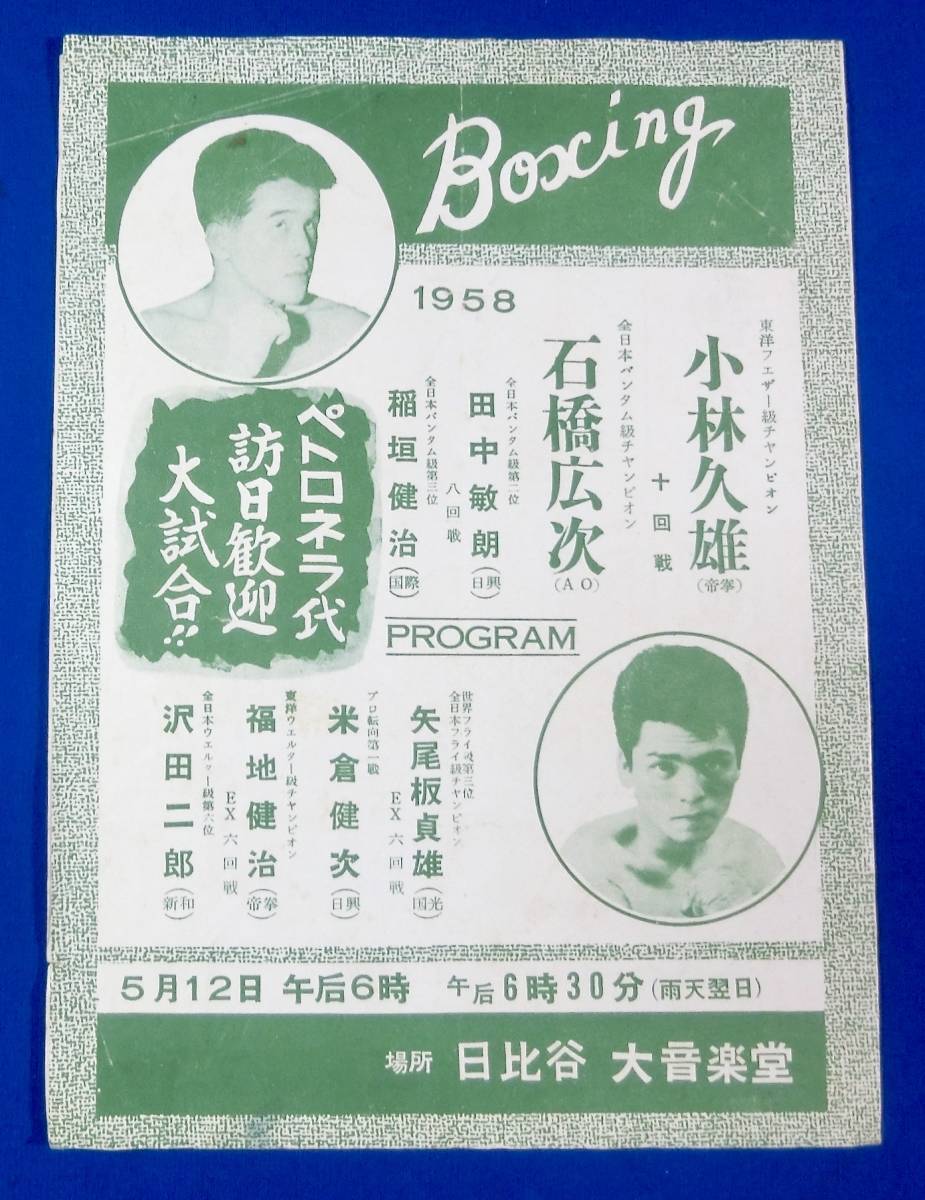 Boxing
1958
東洋フェザー級チャンピオン
小林久雄(帝拳)
十回戦
全日本バンタム級チャンピオン
石橋広次(AO)
全日本バンタム級第二位
田中敏朗(日興)
八回戦
全日本バンタム級第三位
稲垣健治(国際)
ペトロネラ代
訪日歓迎
大試合!!
PROGRAM
世界フライ級第三位
全日本フライ級チャンピオン
矢尾板貞雄(国光)
EX六回戦
プロ転向第一戦
米倉健次(日興)
東洋ウエルター級チャンピオン
福地健治(帝拳)
EX六回戦
全日本ウエルター級第六位
沢田二郎(新和)
5月12日 午后6時 午后6時30分(雨天翌日)
場所 日比谷 大音楽堂